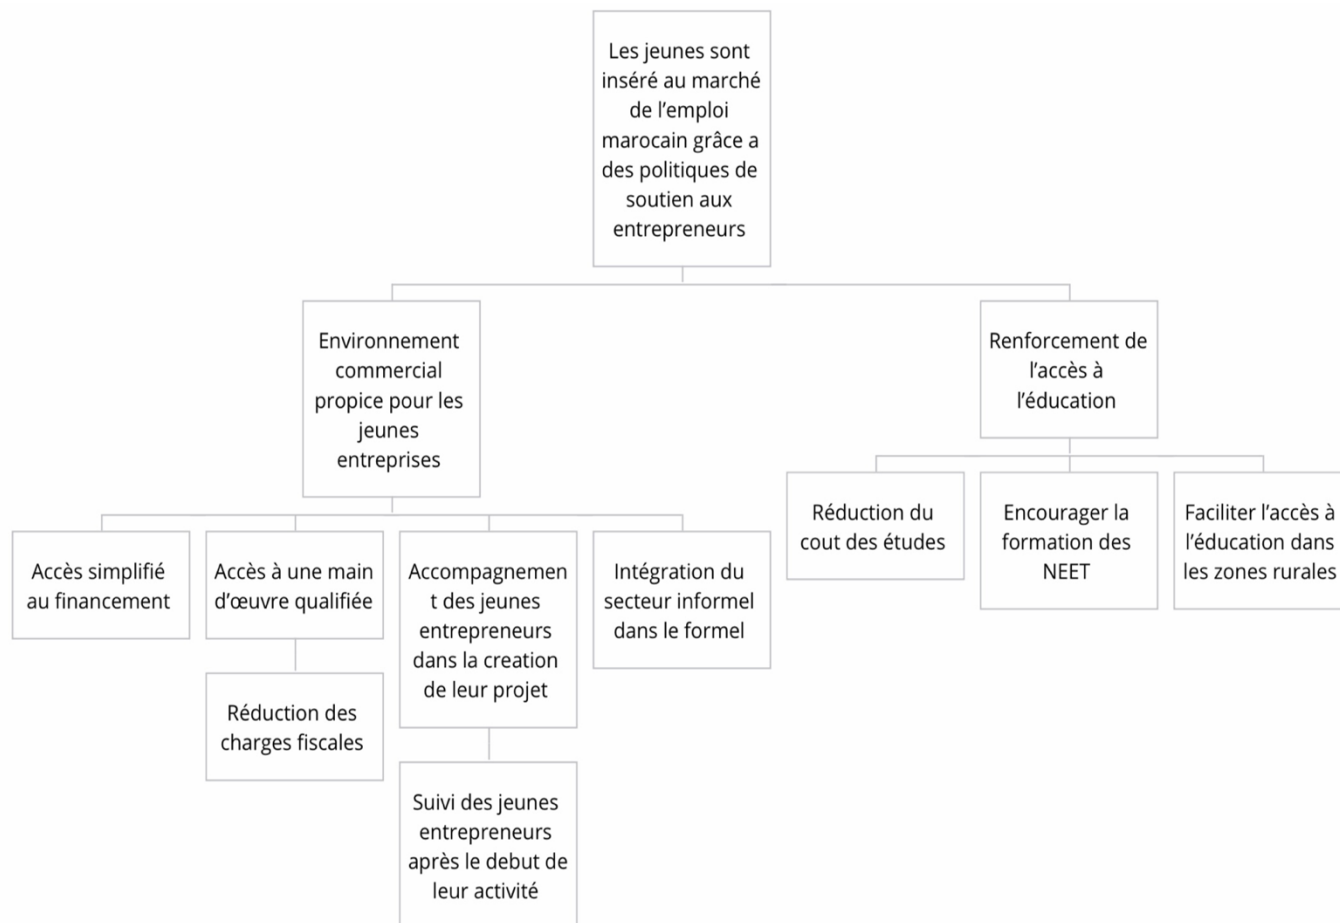 Les jeunes sont
inséré au marché
de l'emploi
marocain grâce a
des politiques de
soutien aux
entrepreneurs
Environnement
commercial
propice pour les
jeunes
entreprises
Renforcement de
l'accès à
l'éducation
Accès simplifié
au financement
Accès à une main
d'œuvre qualifiée
Réduction des
charges fiscales
Accompagnemen
t des jeunes
entrepreneurs
dans la creation
de leur projet
Suivi des jeunes
entrepreneurs
après le debut de
leur activité
Intégration du
secteur informel
dans le formel
Réduction du
cout des études
Encourager la
formation des
NEET
Faciliter l'accès à
l'éducation dans
les zones rurales